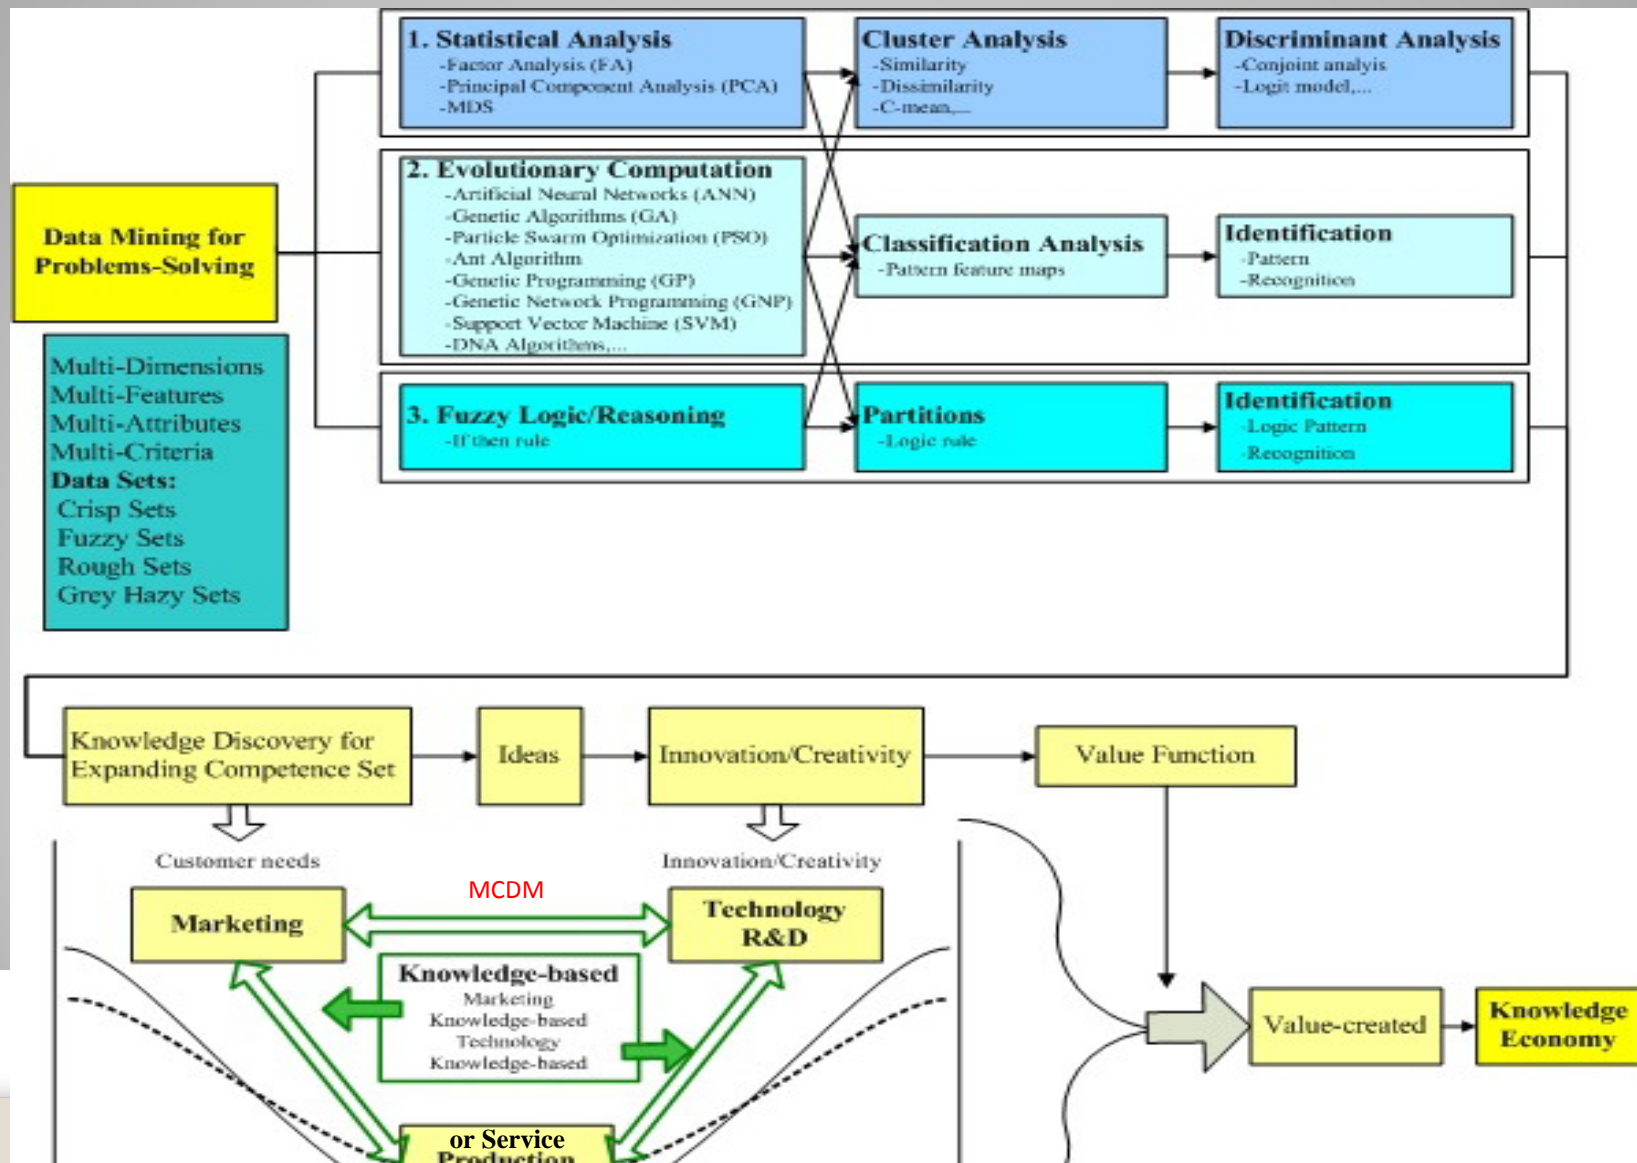 1. Statistical Analysis
-Factor Analysis (FA)
-Principal Component Analysis (PCA)
-MDS
Cluster Analysis
-Similarity
-Dissimilarity
-C-mean,...
Discriminant Analysis
-Conjoint analyis
-Logit model,...
2. Evolutionary Computation
-Artificial Neural Networks (ANN)
-Genetic Algorithms (GA)
-Particle Swarm Optimization (PSO)
-Ant Algorithm
-Genetic Programming (GP)
-Genetic Network Programming (GNP)
-Support Vector Machine (SVM)
-DNA Algorithms,...
Classification Analysis
-Pattern feature maps
Identification
-Pattern
-Recognition
Data Mining for
Problems-Solving
3. Fuzzy Logic/Reasoning
-If then rule
Partitions
-Logic rule
Identification
-Logic Pattern
-Recognition
Multi-Dimensions
Multi-Features
Multi-Attributes
Multi-Criteria
Data Sets:
Crisp Sets
Fuzzy Sets
Rough Sets
Grey Hazy Sets
Knowledge Discovery for
Expanding Competence Set
Ideas
Innovation/Creativity
Value Function
Customer needs
Innovation/Creativity
MCDM
Marketing
Technology
R&D
Knowledge-based
Marketing
Knowledge-based
Technology
Knowledge-based
Value-created
Knowledge
Economy
or Service
Production